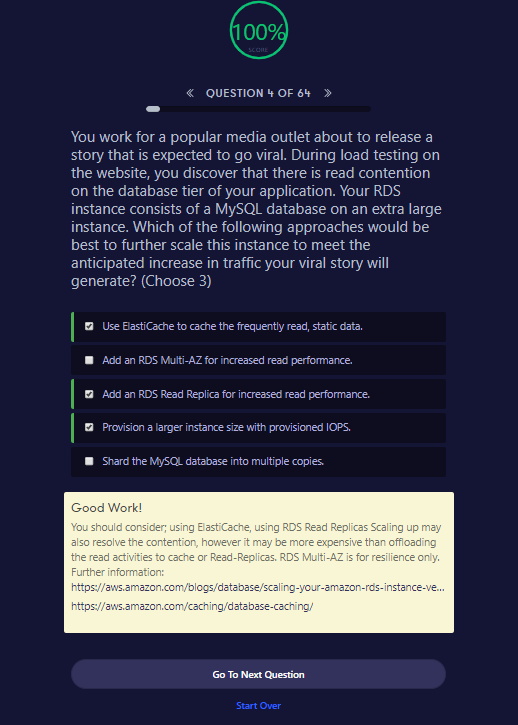 100%
SCORE
« QUESTION 4 OF 64 »
You work for a popular media outlet about to release a
story that is expected to go viral. During load testing on
the website, you discover that there is read contention
on the database tier of your application. Your RDS
instance consists of a MySQL database on an extra large
instance. Which of the following approaches would be
best to further scale this instance to meet the
anticipated increase in traffic your viral story will
generate? (Choose 3)
Use ElastiCache to cache the frequently read, static data.
Add an RDS Multi-AZ for increased read performance.
Add an RDS Read Replica for increased read performance.
Provision a larger instance size with provisioned IOPS.
Shard the MySQL database into multiple copies.
Good Work!
You should consider; using ElastiCache, using RDS Read Replicas Scaling up may
also resolve the contention, however it may be more expensive than offloading
the read activities to cache or Read-Replicas. RDS Multi-AZ is for resilience only.
Further information:
https://aws.amazon.com/blogs/database/scaling-your-amazon-rds-instance-ve...
https://aws.amazon.com/caching/database-caching/
Go To Next Question
Start Over